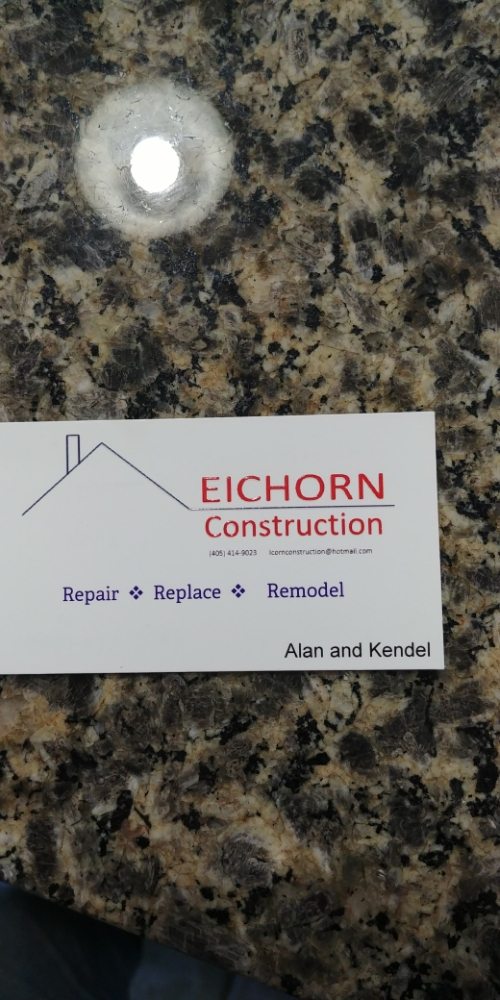 EICHORN
Construction
(405) 414-9023 Icornconstruction@hotmail.com
Repair ❖ Replace ❖ Remodel
Alan and Kendel